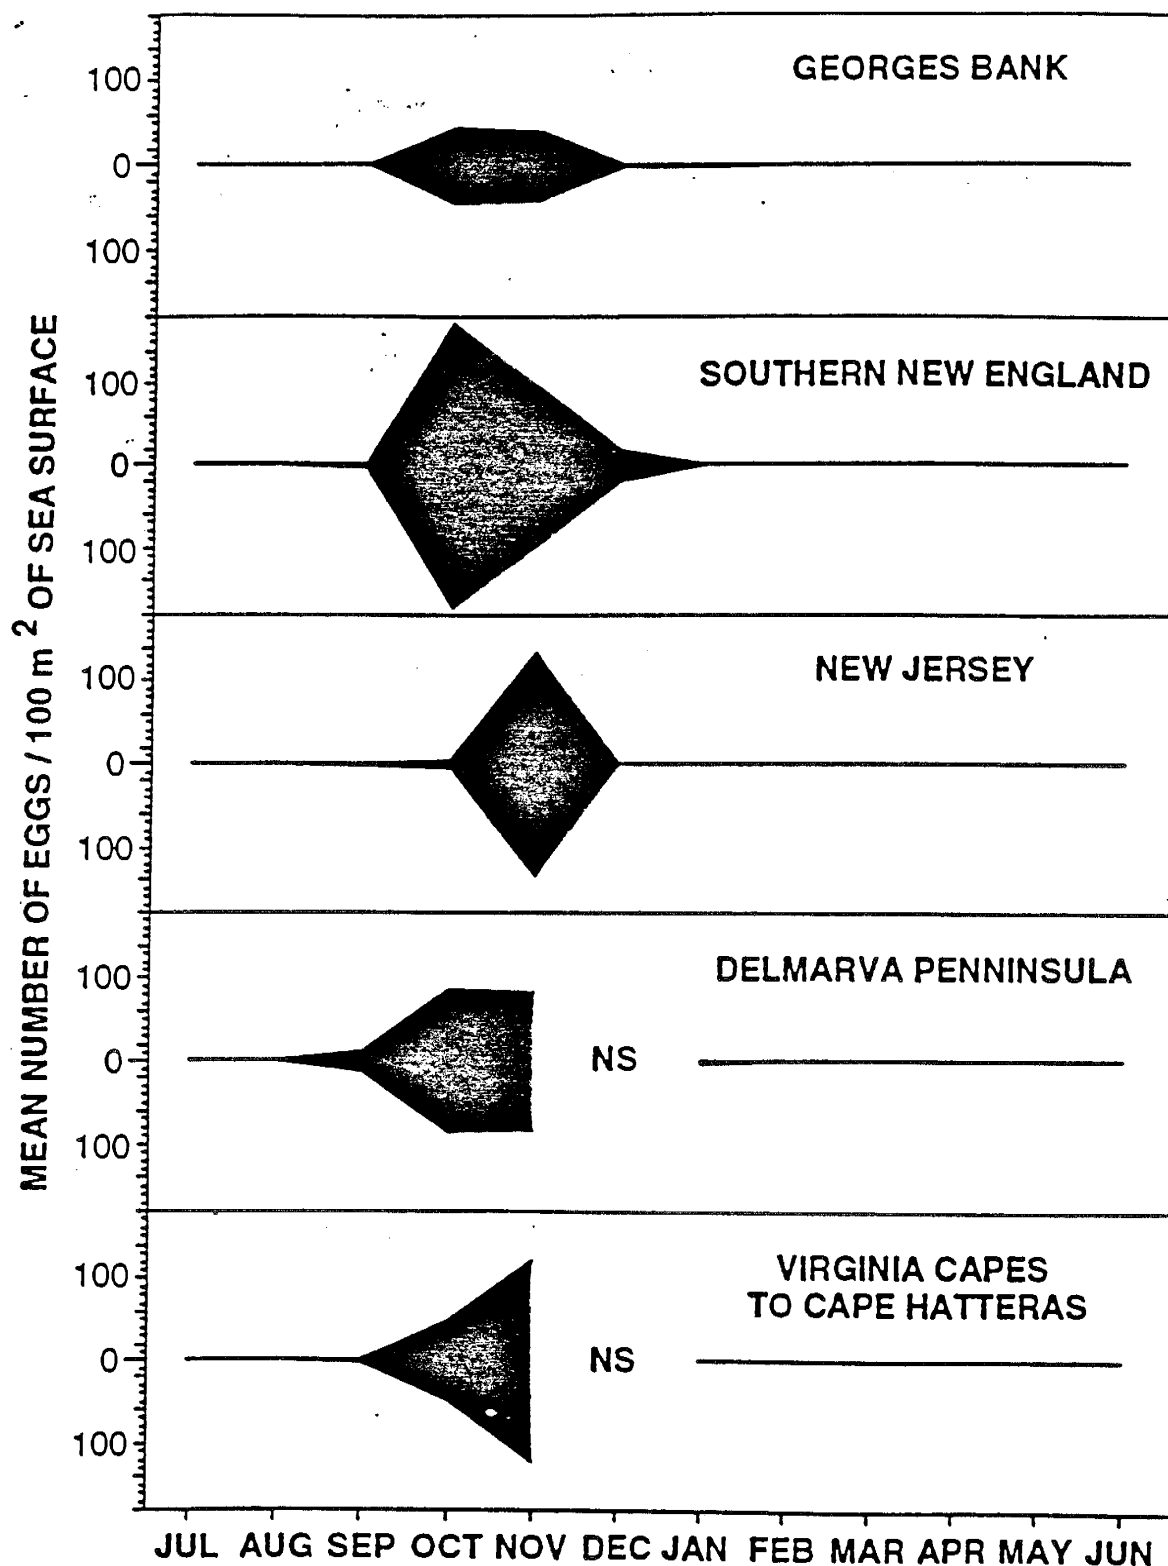 MEAN NUMBER OF EGGS / 100 m² OF SEA SURFACE
GEORGES BANK
100
0
100
SOUTHERN NEW ENGLAND
100
0
100
NEW JERSEY
100
0
100
DELMARVA PENNINSULA
100
0
NS
100
VIRGINIA CAPES
TO CAPE HATTERAS
100
0
NS
100
JUL AUG SEP OCT NOV DEC JAN FEB MAR APR MAY JUN